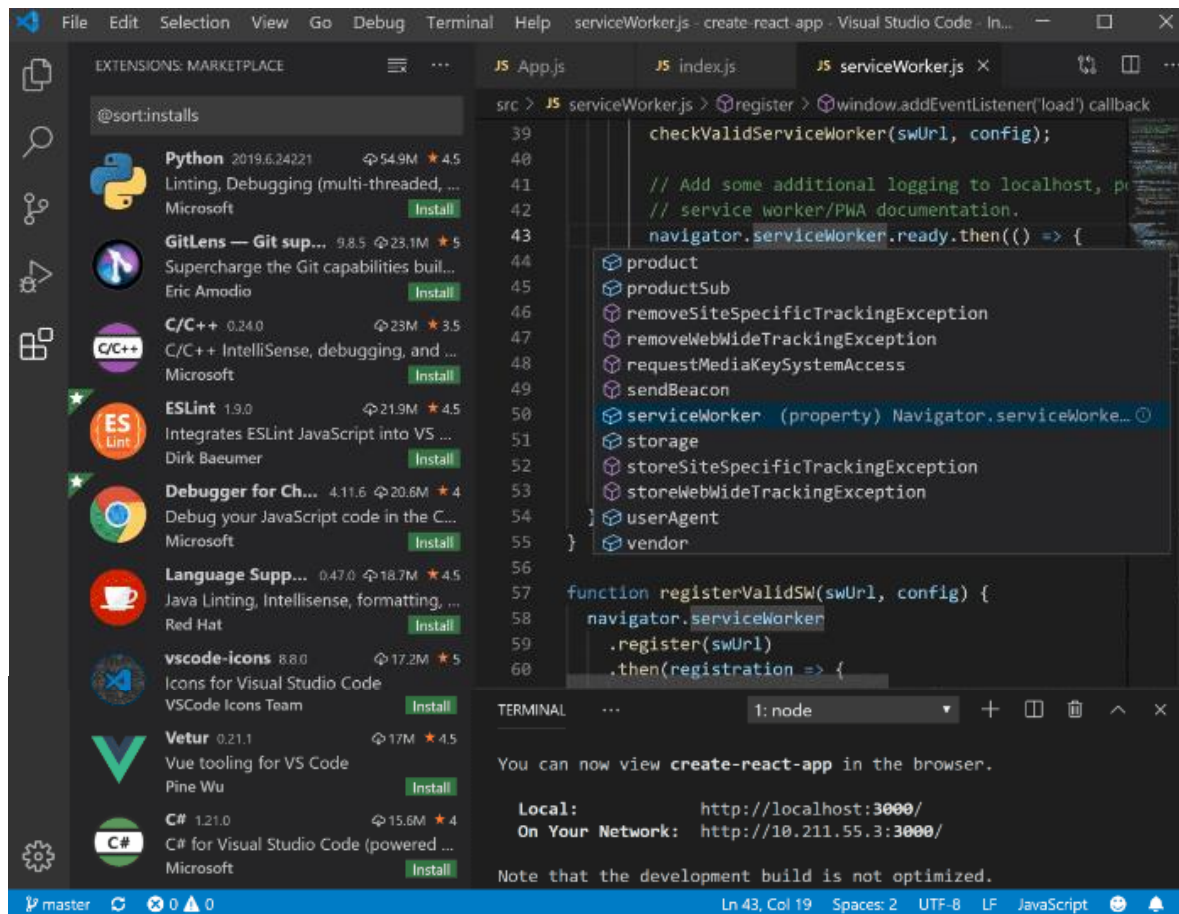 File Edit Selection View Go Debug Terminal Help serviceWorker.js - create-react-app - Visual Studio Code - In...
EXTENSIONS: MARKETPLACE ...
@sort:installs
Python 2019.6.24221 54.9M ★ 4.5
Linting, Debugging (multi-threaded, ...
Microsoft Install
GitLens — Git sup... 9.8.5 23.1M ★ 5
Supercharge the Git capabilities buil...
Eric Amodio Install
C/C++
C/C++ 0.24.0 23M ★ 3.5
C/C++ IntelliSense, debugging, and ...
Microsoft Install
ES
Lint
ESLint 1.9.0 21.9M ★ 4.5
Integrates ESLint JavaScript into VS ...
Dirk Baeumer Install
Debugger for Ch... 4.11.6 20.6M ★ 4
Debug your JavaScript code in the C...
Microsoft Install
Language Supp... 0.47.0 18.7M ★ 4.5
Java Linting, Intellisense, formatting, ...
Red Hat Install
vscode-icons 8.8.0 17.2M ★ 5
Icons for Visual Studio Code
VSCode Icons Team Install
Vetur 0.21.1 17M ★ 4.5
Vue tooling for VS Code
Pine Wu Install
C#
C# 1.21.0 15.6M ★ 4
C# for Visual Studio Code (powered ...
Microsoft Install
JS App.js JS index.js JS serviceWorker.js × ...
src > JS serviceWorker.js > register > window.addEventListener('load') callback
39 checkValidServiceWorker(swUrl, config);
40
41 // Add some additional logging to localhost, p
42 // service worker/PWA documentation.
43 navigator.serviceWorker.ready.then(() => {
44 product
45 productSub
46 removeSiteSpecificTrackingException
47 removeWebWideTrackingException
48 requestMediaKeySystemAccess
49 sendBeacon
50 serviceWorker (property) Navigator.serviceWorke...
51 storage
52 storeSiteSpecificTrackingException
53 storeWebWideTrackingException
54 } userAgent
55 } vendor
56
57 function registerValidSW(swUrl, config) {
58 navigator.serviceWorker
59 .register(swUrl)
60 .then(registration => {
TERMINAL ... 1: node
You can now view create-react-app in the browser.
Local: http://localhost:3000/
On Your Network: http://10.211.55.3:3000/
Note that the development build is not optimized.
master 0 0 Ln 43, Col 19 Spaces: 2 UTF-8 LF JavaScript